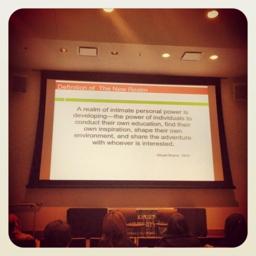 Definition of The New Realm
A realm of intimate personal power is
developing—the power of individuals to
conduct their own education, find their
own inspiration, shape their own
environment, and share the adventure
with whoever is interested.